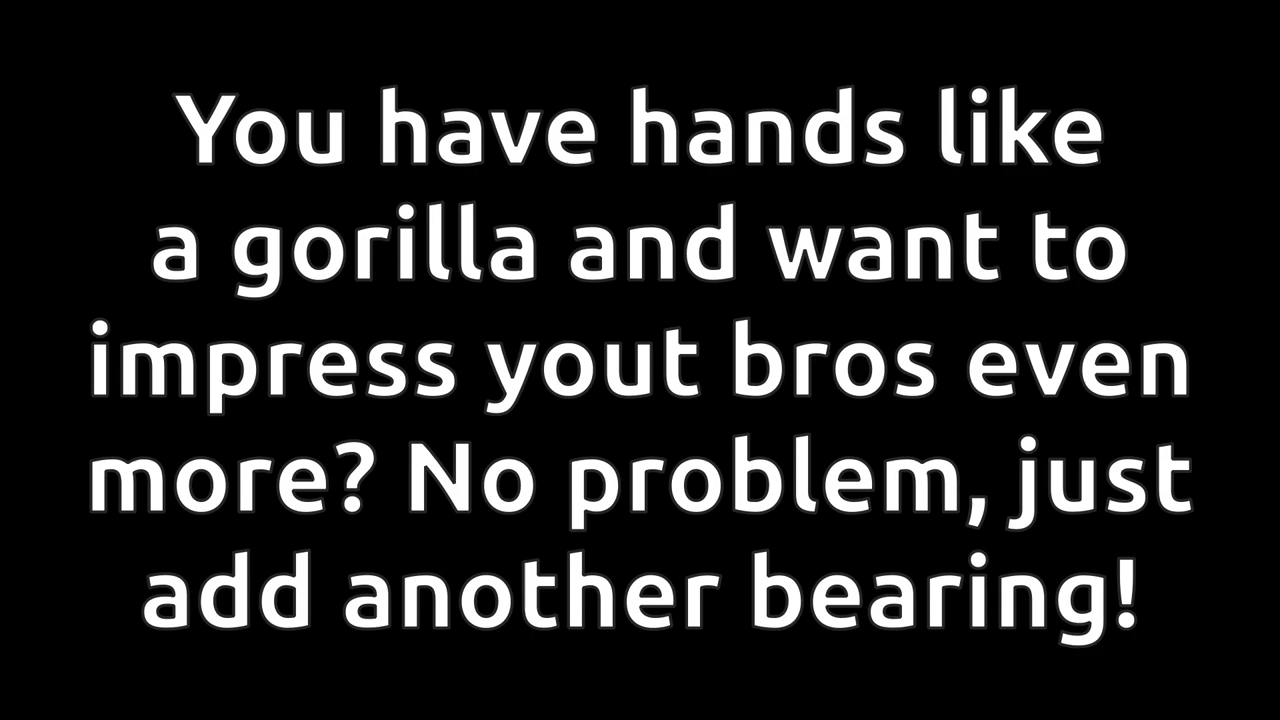 You have hands like
a gorilla and want to
impress yout bros even
more? No problem, just
add another bearing!